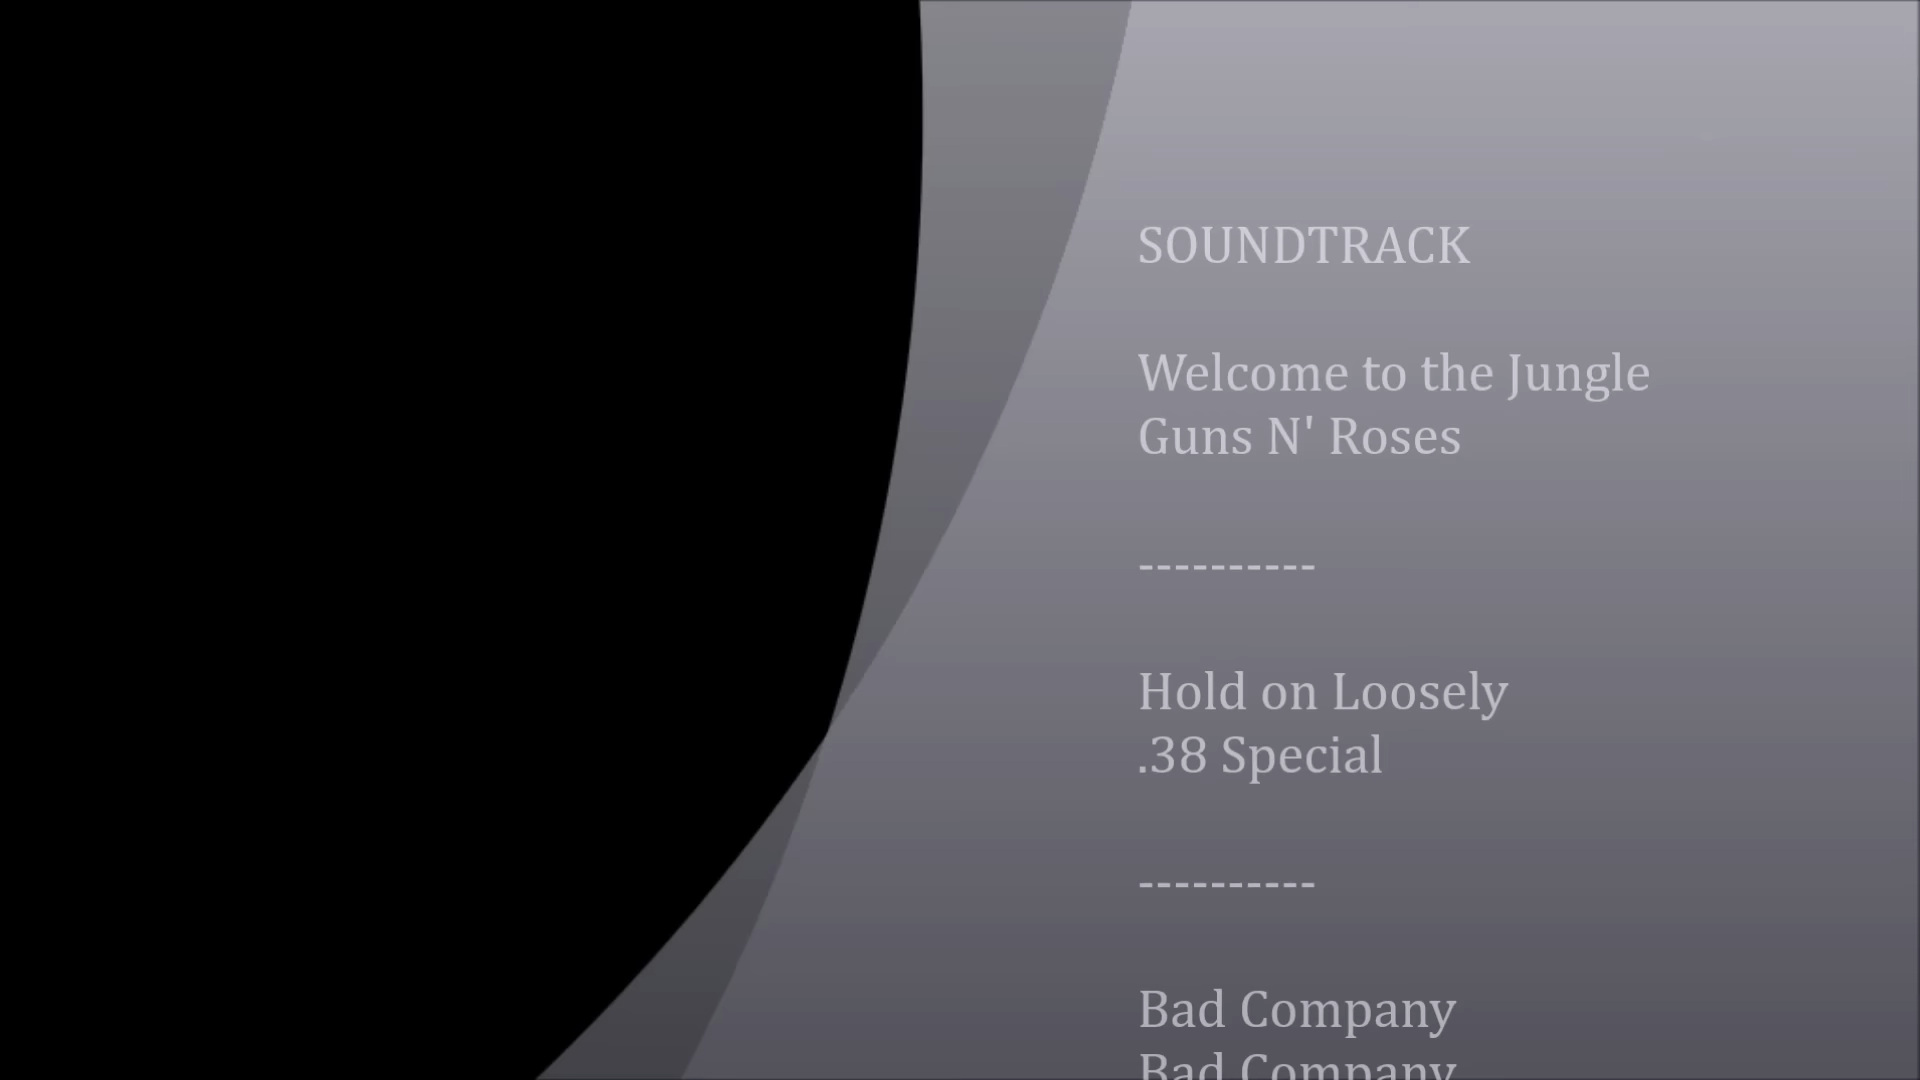 SOUNDTRACK
Welcome to the Jungle
Guns N' Roses
----------
Hold on Loosely
.38 Special
----------
Bad Company
Bad Company